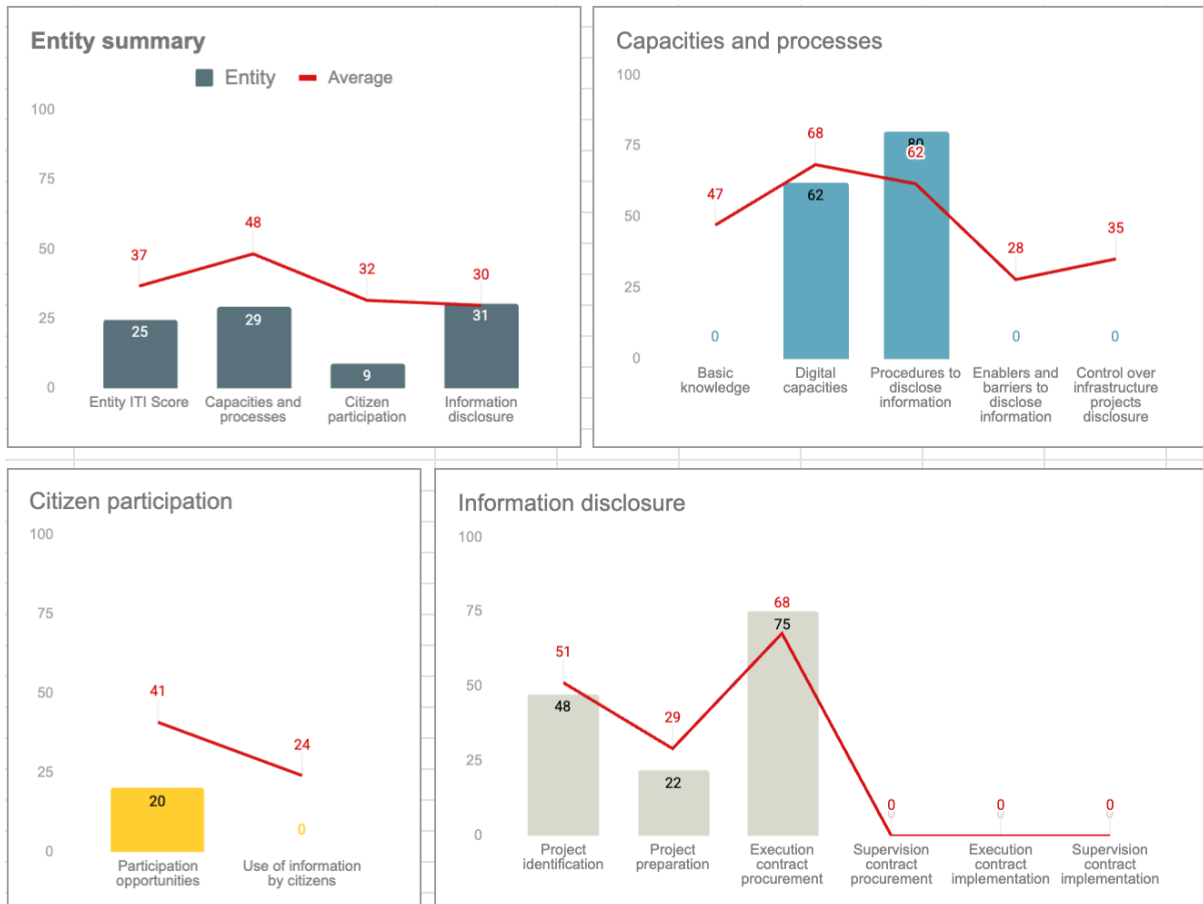 Entity summary
Entity Average
100
75
50
25
0
37
48
32
30
25
29
9
31
Entity ITI Score
Capacities and
processes
Citizen
participation
Information
disclosure
Capacities and processes
100
75
50
25
0
47
68
62
28
35
0
62
80
0
0
Basic
knowledge
Digital
capacities
Procedures to
disclose
information
Enablers and
barriers to
disclose
information
Control over
infrastructure
projects
disclosure
Citizen participation
100
75
50
25
0
41
24
20
0
Participation
opportunities
Use of information
by citizens
Information disclosure
100
75
50
25
0
51
29
68
0
0
0
48
22
75
0
0
0
Project
identification
Project
preparation
Execution
contract
procurement
Supervision
contract
procurement
Execution
contract
implementation
Supervision
contract
implementation